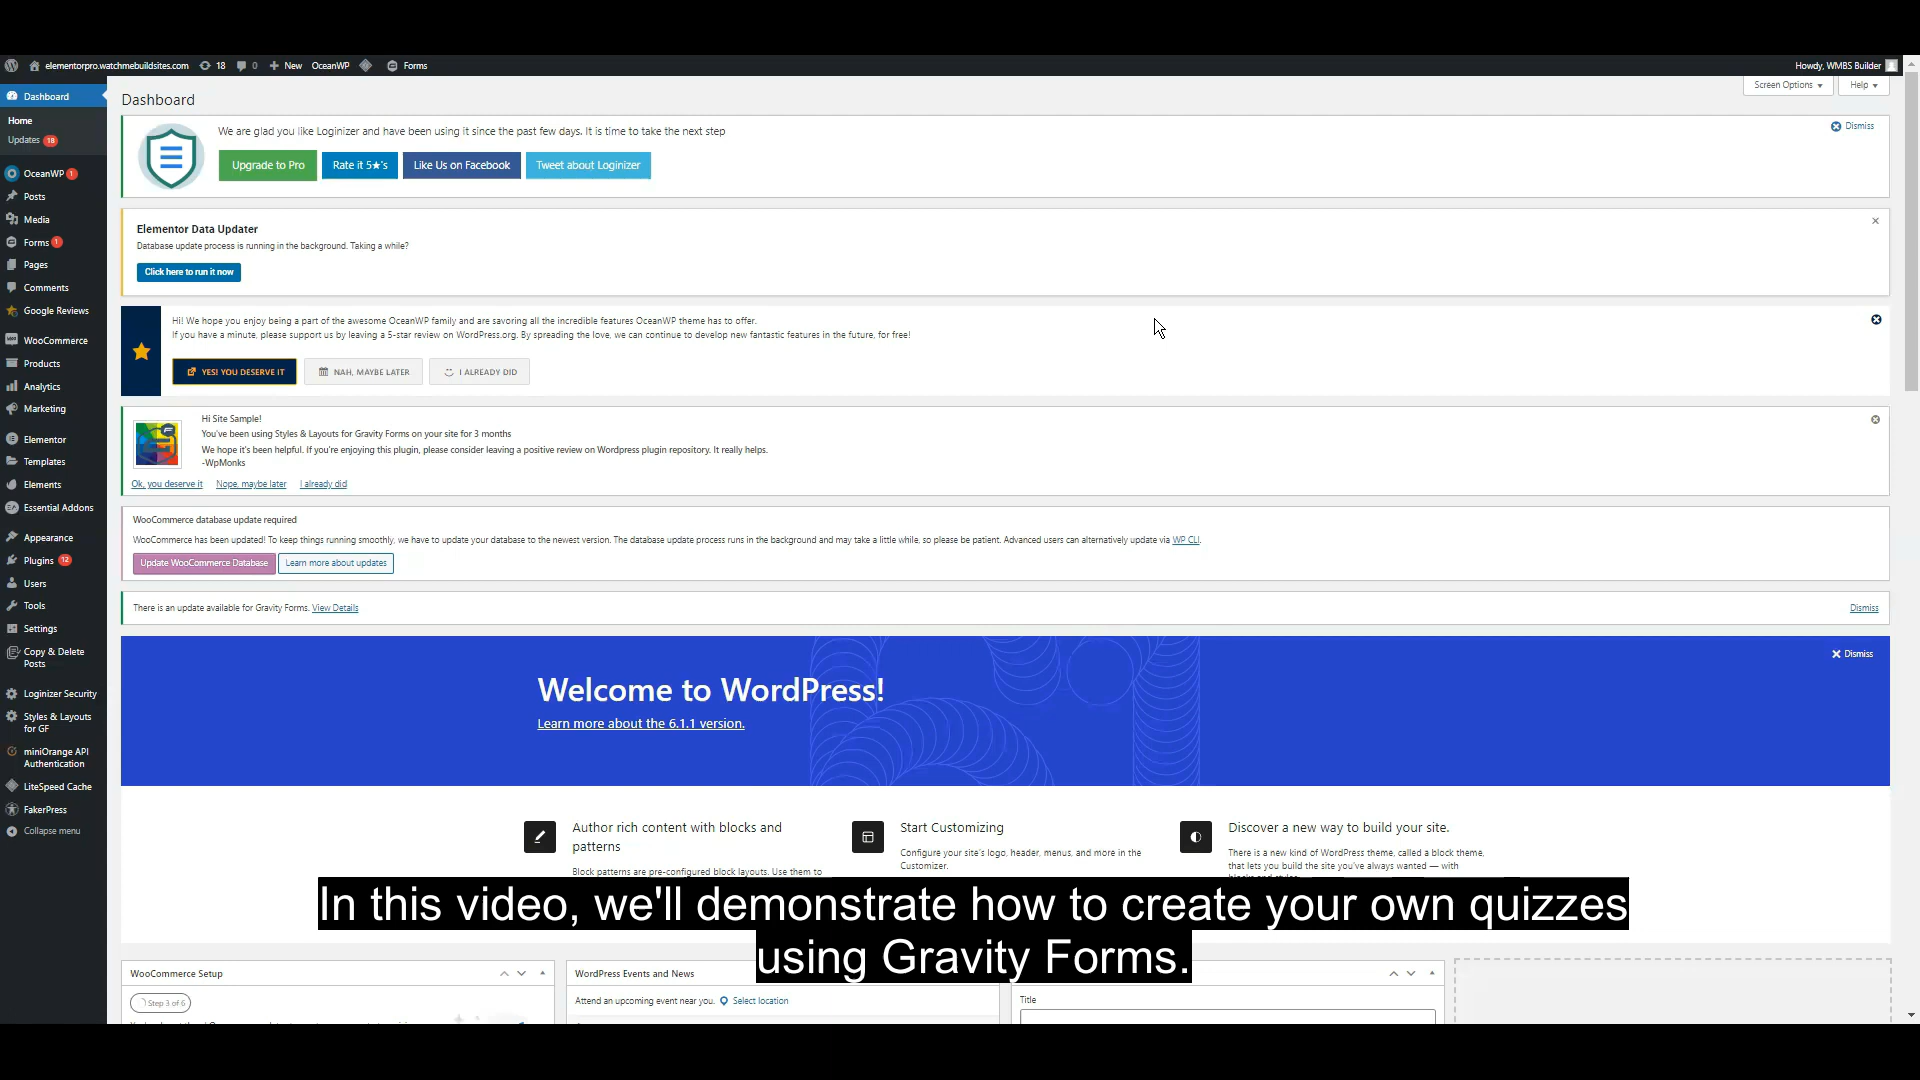 elementorpro.watchmebuildsites.com 18 0 New OceanWP Forms Howdy, WMBS Builder
Dashboard
Home
Updates 18
OceanWP 1
Posts
Media
Forms 1
Pages
Comments
Google Reviews
WooCommerce
Products
Analytics
Marketing
Elementor
Templates
Elements
Essential Addons
Appearance
Plugins 12
Users
Tools
Settings
Copy & Delete
Posts
Loginizer Security
Styles & Layouts
for GF
miniOrange API
Authentication
LiteSpeed Cache
FakerPress
Collapse menu
Screen Options Help
Dashboard
We are glad you like Loginizer and have been using it since the past few days. It is time to take the next step
Dismiss
Upgrade to Pro Rate it 5★'s Like Us on Facebook Tweet about Loginizer
Elementor Data Updater
Database update process is running in the background. Taking a while?
Click here to run it now
Hi! We hope you enjoy being a part of the awesome OceanWP family and are savoring all the incredible features OceanWP theme has to offer.
If you have a minute, please support us by leaving a 5-star review on WordPress.org. By spreading the love, we can continue to develop new fantastic features in the future, for free!
YES! YOU DESERVE IT NAH, MAYBE LATER I ALREADY DID
Hi Site Sample!
You've been using Styles & Layouts for Gravity Forms on your site for 3 months
We hope it's been helpful. If you're enjoying this plugin, please consider leaving a positive review on Wordpress plugin repository. It really helps.
-WpMonks
Ok, you deserve it Nope, maybe later I already did
WooCommerce database update required
WooCommerce has been updated! To keep things running smoothly, we have to update your database to the newest version. The database update process runs in the background and may take a little while, so please be patient. Advanced users can alternatively update via WP CLI.
Update WooCommerce Database Learn more about updates
There is an update available for Gravity Forms. View Details Dismiss
Dismiss
Welcome to WordPress!
Learn more about the 6.1.1 version.
Author rich content with blocks and
patterns
Block patterns are pre-configured block layouts. Use them to
Start Customizing
Configure your site's logo, header, menus, and more in the
Customizer.
Discover a new way to build your site.
There is a new kind of WordPress theme, called a block theme,
that lets you build the site you've always wanted — with
In this video, we'll demonstrate how to create your own quizzes
using Gravity Forms.
WooCommerce Setup
Step 3 of 6
WordPress Events and News
Attend an upcoming event near you. Select location
Title